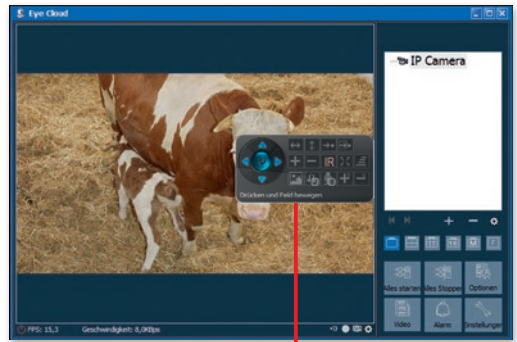 Eye Cloud
IP Camera
IR
Drücken und Feld bewegen
Alles starten
Alles Stoppen
Optionen
Video
Alarm
Einstellungen
FPS: 15,3
Geschwindigkeit: 8,0KBps